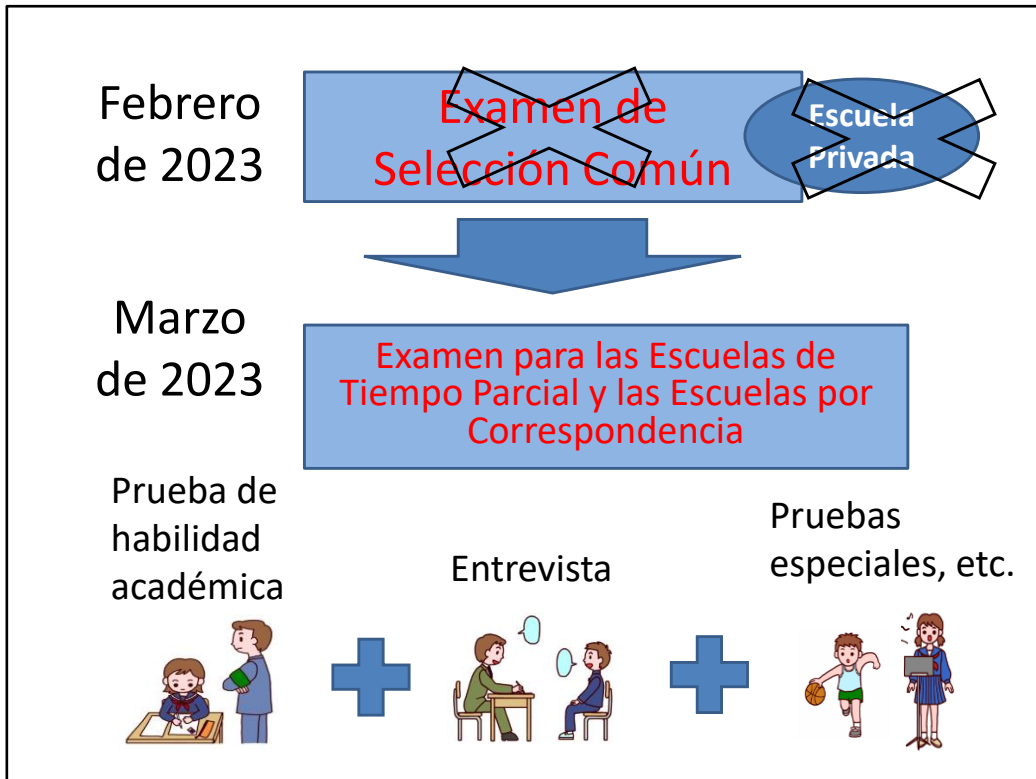 Febrero
de 2023
Examen de
Selección Común
Escuela
Privada
Marzo
de 2023
Examen para las Escuelas de
Tiempo Parcial y las Escuelas por
Correspondencia
Prueba de
habilidad
académica
Entrevista
Pruebas
especiales, etc.